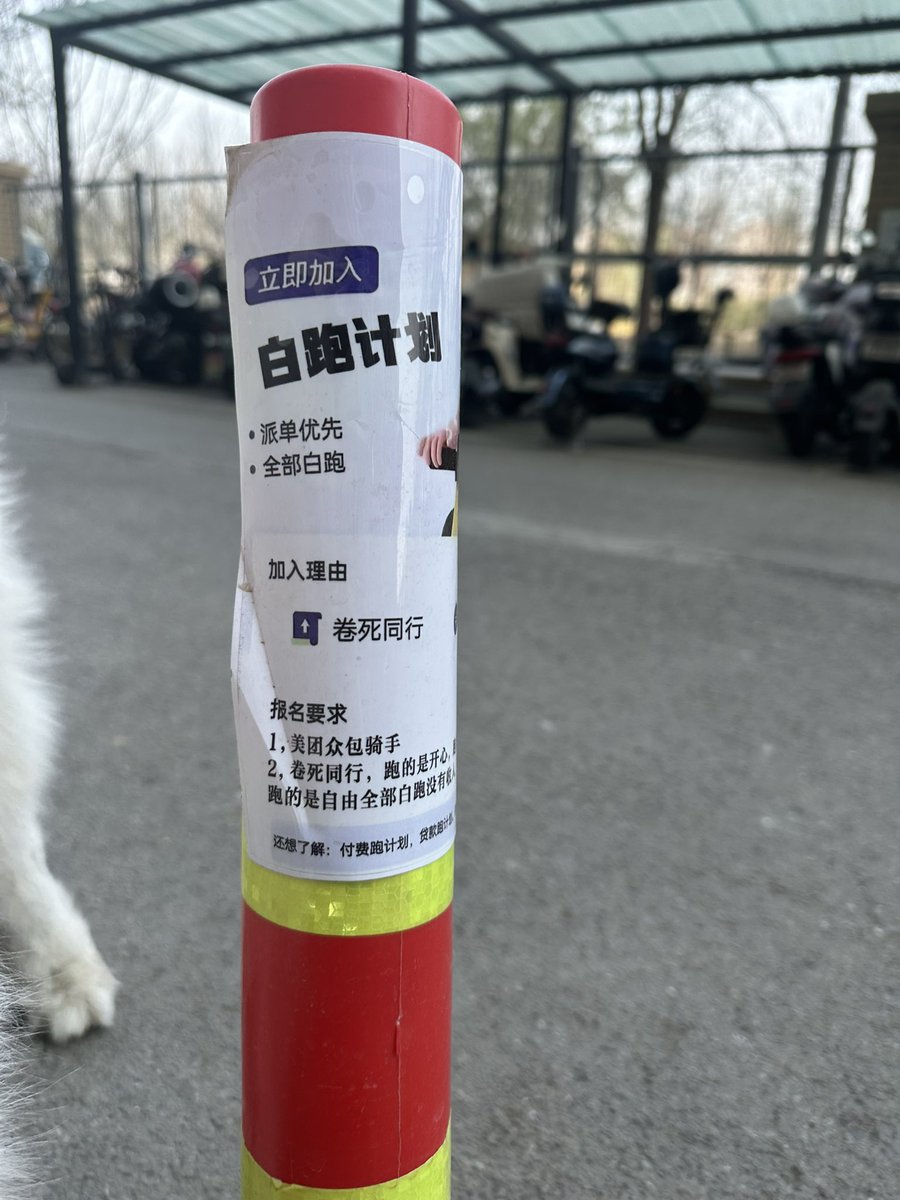 立即加入
白跑计划
• 派单优先
• 全部白跑
加入理由
卷死同行
报名要求
1,美团众包骑手
2,卷死同行,跑的是开心,
跑的是自由全部白跑没有收
还想了解:付费跑计划,贷款跑计划